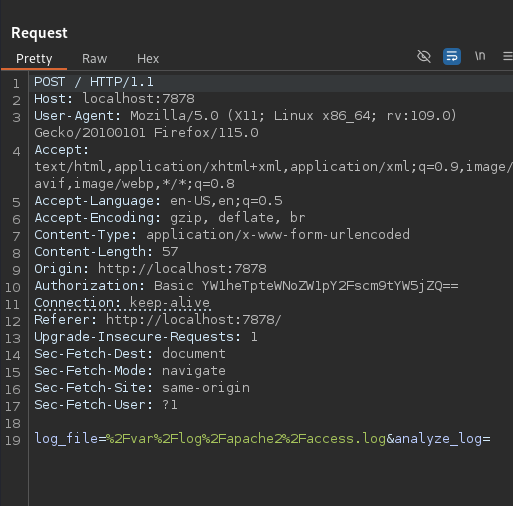 Request
Pretty Raw Hex \n
1 POST / HTTP/1.1
2 Host: localhost:7878
3 User-Agent: Mozilla/5.0 (X11; Linux x86_64; rv:109.0)
Gecko/20100101 Firefox/115.0
4 Accept:
text/html,application/xhtml+xml,application/xml;q=0.9,image/
avif,image/webp,*/*;q=0.8
5 Accept-Language: en-US,en;q=0.5
6 Accept-Encoding: gzip, deflate, br
7 Content-Type: application/x-www-form-urlencoded
8 Content-Length: 57
9 Origin: http://localhost:7878
10 Authorization: Basic YW1heTpteWNoZW1pY2Fscm9tYW5jZQ==
11 Connection: keep-alive
12 Referer: http://localhost:7878/
13 Upgrade-Insecure-Requests: 1
14 Sec-Fetch-Dest: document
15 Sec-Fetch-Mode: navigate
16 Sec-Fetch-Site: same-origin
17 Sec-Fetch-User: ?1
18
19 log_file=%2Fvar%2Flog%2Fapache2%2Faccess.log&analyze_log=